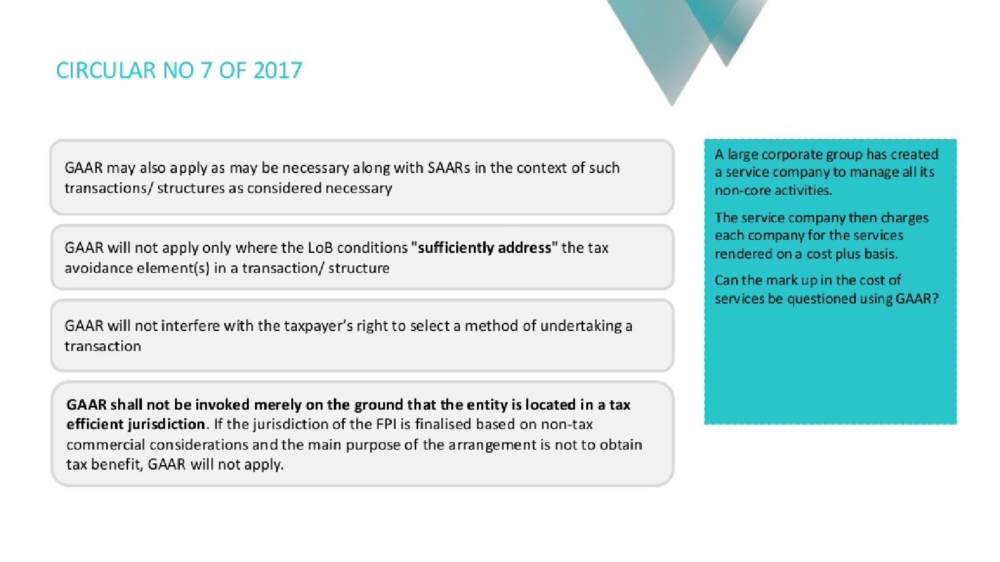 CIRCULAR NO 7 OF 2017
GAAR may also apply as may be necessary along with SAARs in the context of such
transactions/ structures as considered necessary
GAAR will not apply only where the LoB conditions "sufficiently address" the tax
avoidance element(s) in a transaction/ structure
GAAR will not interfere with the taxpayer’s right to select a method of undertaking a
transaction
GAAR shall not be invoked merely on the ground that the entity is located in a tax
efficient jurisdiction. If the jurisdiction of the FPI is finalised based on non-tax
commercial considerations and the main purpose of the arrangement is not to obtain
tax benefit, GAAR will not apply.
A large corporate group has created
a service company to manage all its
non-core activities.
The service company then charges
each company for the services
rendered on a cost plus basis.
Can the mark up in the cost of
services be questioned using GAAR?